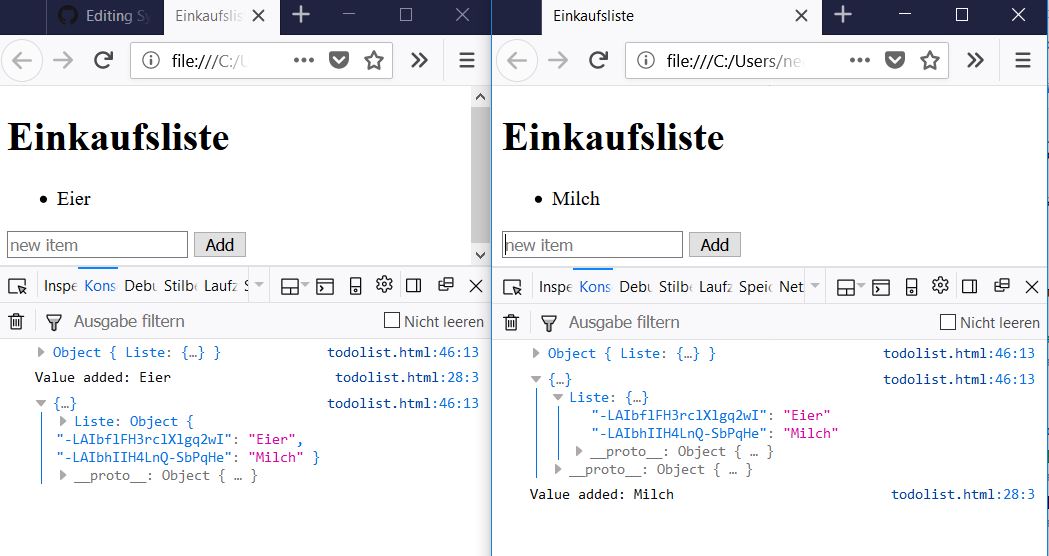 Editing Sy
Einkaufslis
file:///C:/U
Einkaufsliste
Eier
new item
Add
Inspe
Kons
Debu
Stilbe
Laufz
S
Ausgabe filtern
Nicht leeren
Object { Liste: {…} } todolist.html:46:13
Value added: Eier todolist.html:28:3
{…} todolist.html:46:13
Liste: Object {
"-LAIbflFH3rclXlgq2wI": "Eier",
"-LAIbhIIH4LnQ-SbPqHe": "Milch" }
__proto__: Object { … }
Einkaufsliste
file:///C:/Users/ne
Einkaufsliste
Milch
new item
Add
Inspe
Kons
Debu
Stilbe
Laufz
Speic
Netz
Ausgabe filtern
Nicht leeren
Object { Liste: {…} } todolist.html:46:13
{…} todolist.html:46:13
Liste: {…}
"-LAIbflFH3rclXlgq2wI": "Eier"
"-LAIbhIIH4LnQ-SbPqHe": "Milch"
__proto__: Object { … }
__proto__: Object { … }
Value added: Milch todolist.html:28:3